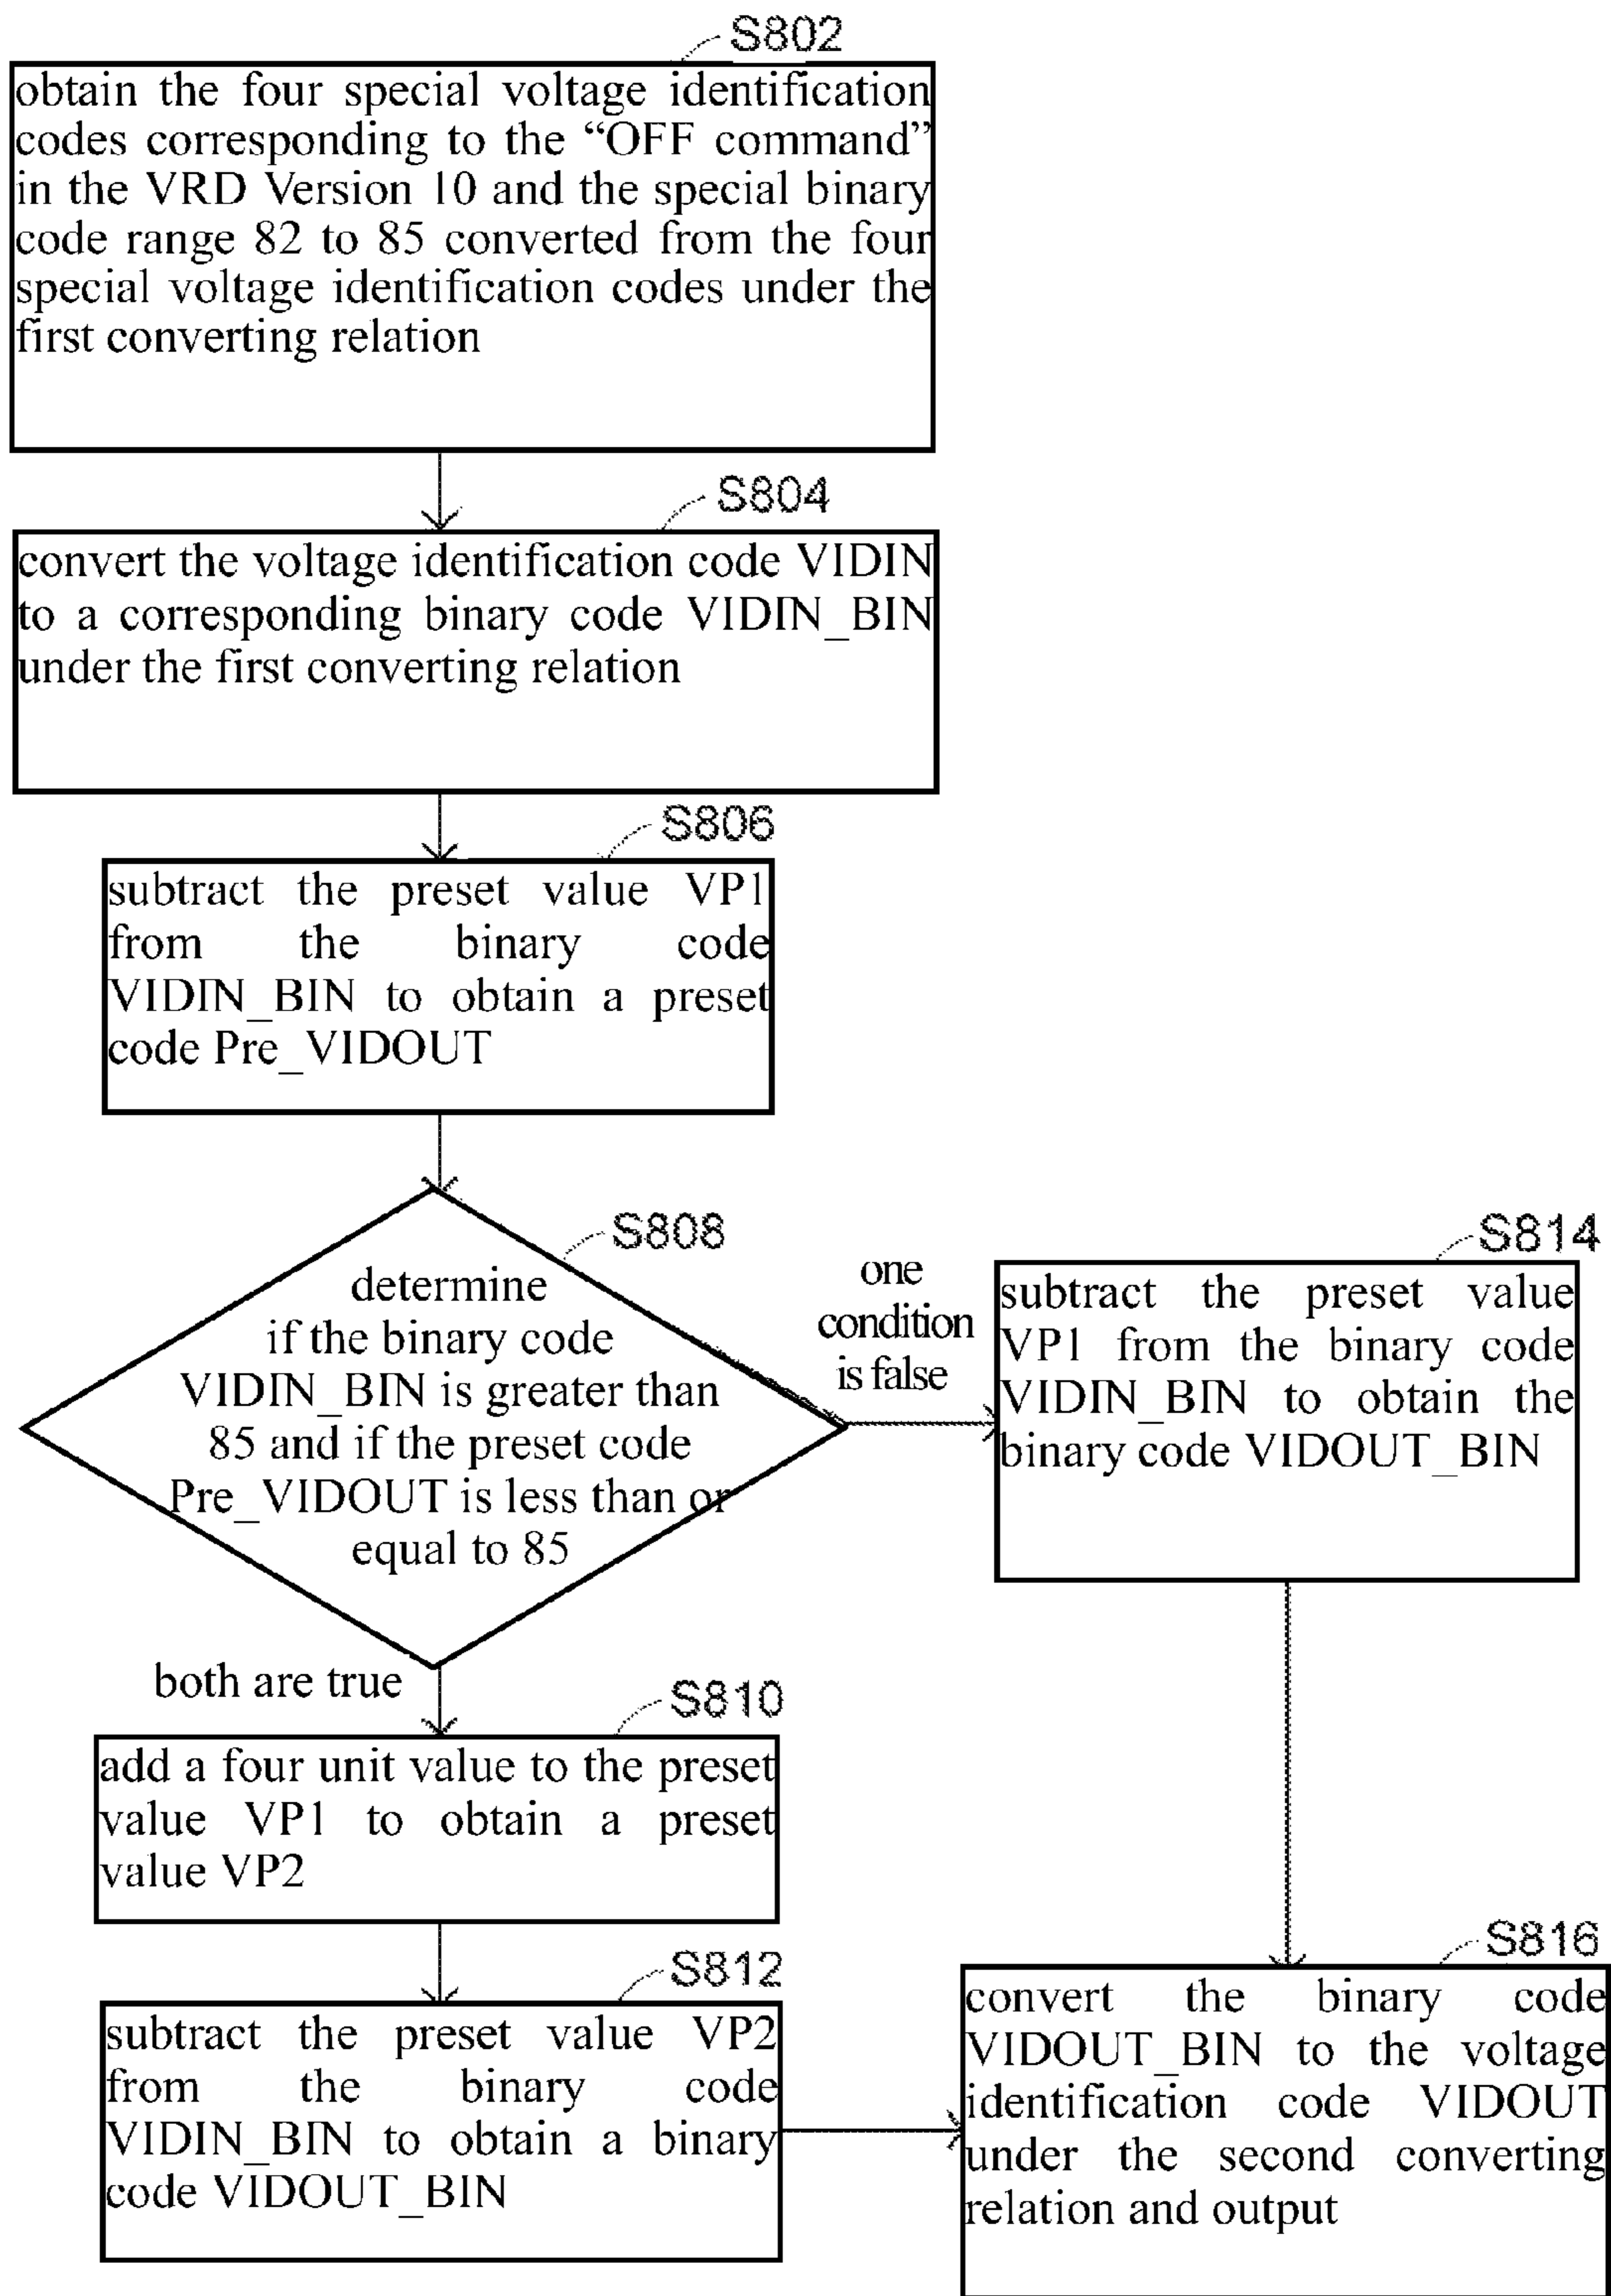 S802
obtain the four special voltage identification
codes corresponding to the “OFF command”
in the VRD Version 10 and the special binary
code range 82 to 85 converted from the four
special voltage identification codes under the
first converting relation
S804
convert the voltage identification code VIDIN
to a corresponding binary code VIDIN_BIN
under the first converting relation
S806
subtract the preset value VP1
from the binary code
VIDIN_BIN to obtain a preset
code Pre_VIDOUT
S808
determine
if the binary code
VIDIN_BIN is greater than
85 and if the preset code
Pre_VIDOUT is less than or
equal to 85
one
condition
is false
S814
subtract the preset value
VP1 from the binary code
VIDIN_BIN to obtain the
binary code VIDOUT_BIN
both are true
S810
add a four unit value to the preset
value VP1 to obtain a preset
value VP2
S812
subtract the preset value VP2
from the binary code
VIDIN_BIN to obtain a binary
code VIDOUT_BIN
S816
convert the binary code
VIDOUT_BIN to the voltage
identification code VIDOUT
under the second converting
relation and output